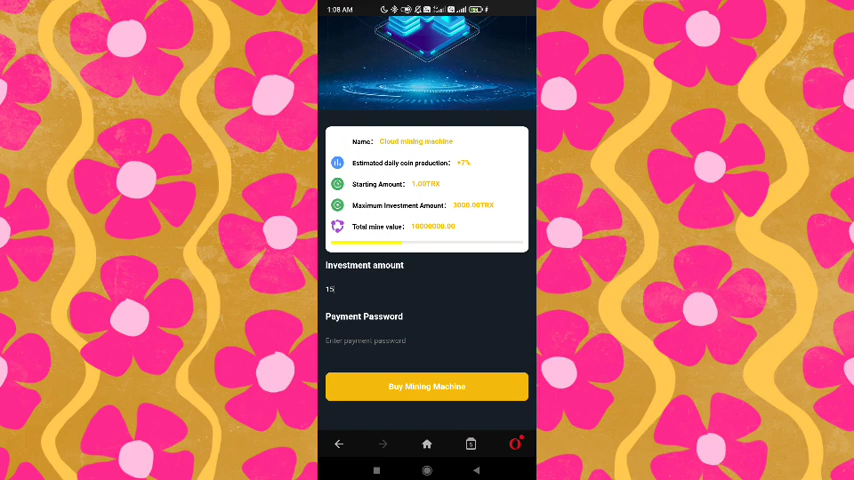 1:08 AM
Name: Cloud mining machine
Estimated daily coin production: +7%
Starting Amount: 1.00TRX
Maximum Investment Amount: 3000.00TRX
Total mine value: 10000000.00
Investment amount
15
Payment Password
Enter payment password
Buy Mining Machine